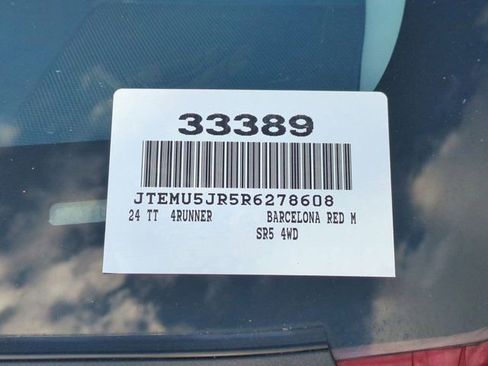 33389
JTEMU5JR5R6278608
24 TT 4RUNNER BARCELONA RED M
SR5 4WD